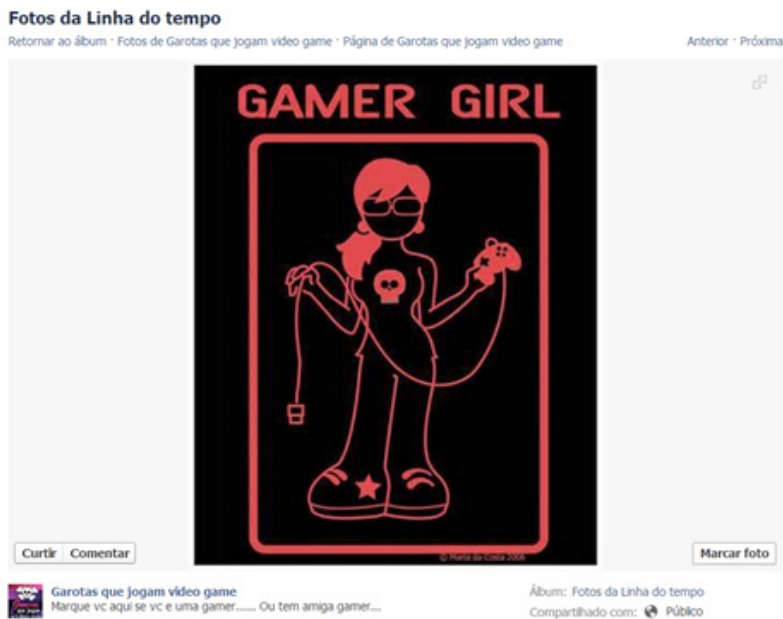 Fotos da Linha do tempo
Retornar ao álbum · Fotos de Garotas que jogam video game · Página de Garotas que jogam video game
Anterior · Próxima
GAMER GIRL
© Marta da Costa 2006
Curtir Comentar
Marcar foto
Garotas que jogam video game
Marque vc aqui se vc e uma gamer...... Ou tem amiga gamer...
Álbum: Fotos da Linha do tempo
Compartilhado com: Público